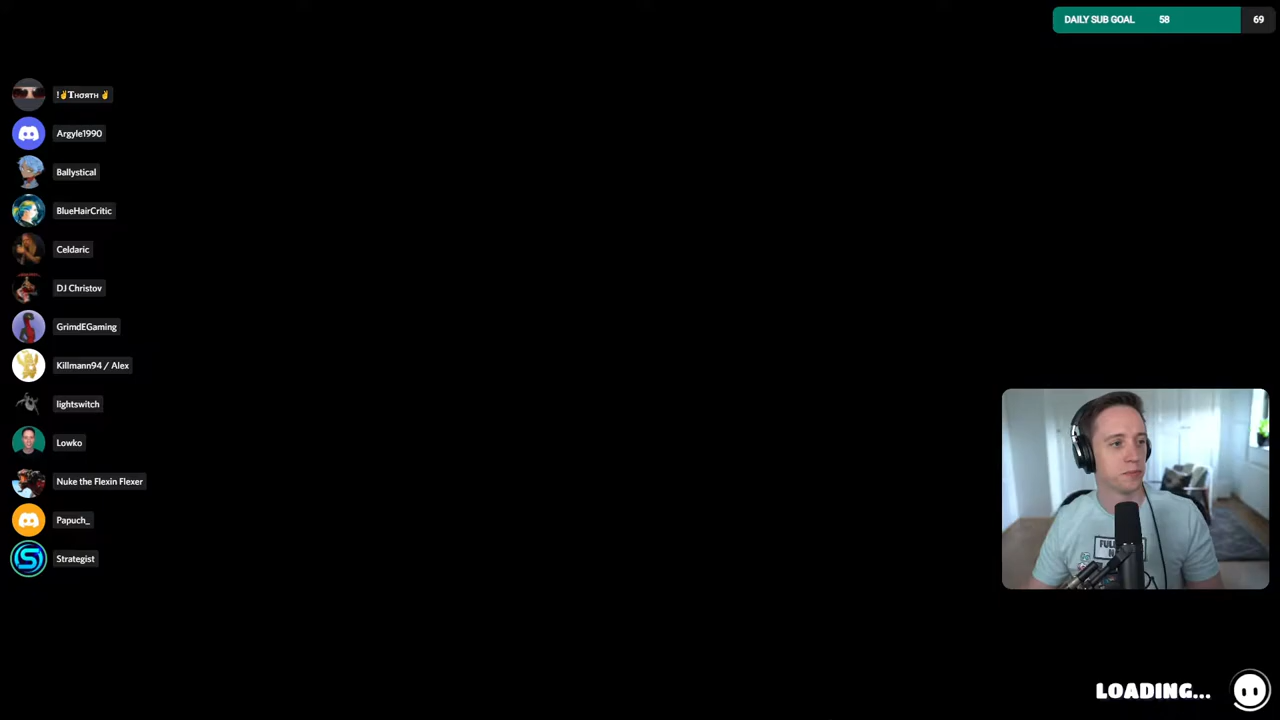 DAILY SUB GOAL 58 69
!✌Tнσятн ✌
Argyle1990
Ballystical
BlueHairCritic
Celdaric
DJ Christov
GrimdEGaming
Killmann94 / Alex
lightswitch
Lowko
Nuke the Flexin Flexer
Papuch_
Strategist
LOADING...